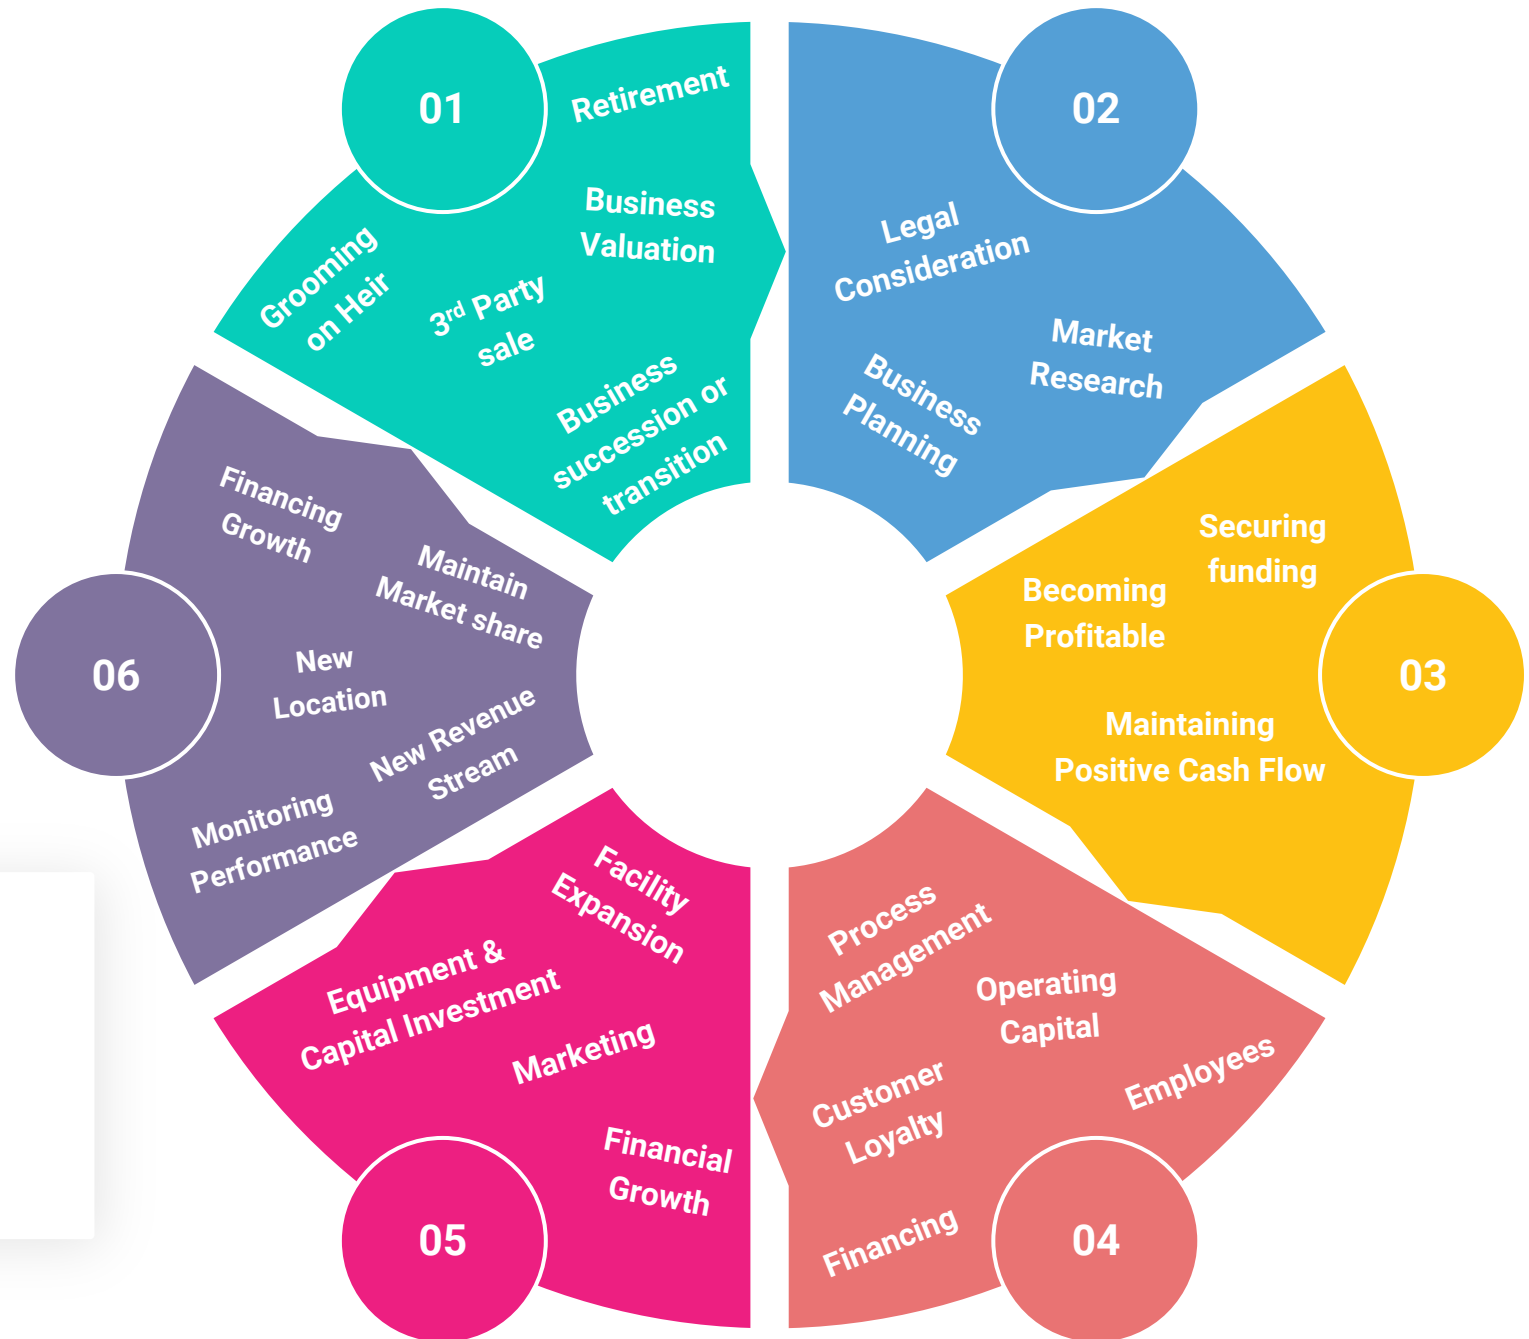 01
Retirement
Business
Valuation
Grooming
on Heir
3rd Party
sale
Business
succession or
transition
02
Legal
Consideration
Market
Research
Business
Planning
03
Securing
funding
Becoming
Profitable
Maintaining
Positive Cash Flow
04
Process
Management
Operating
Capital
Employees
Customer
Loyalty
Financing
05
Facility
Expansion
Equipment &
Capital Investment
Marketing
Financial
Growth
06
Financing
Growth
Maintain
Market share
New
Location
New Revenue
Stream
Monitoring
Performance